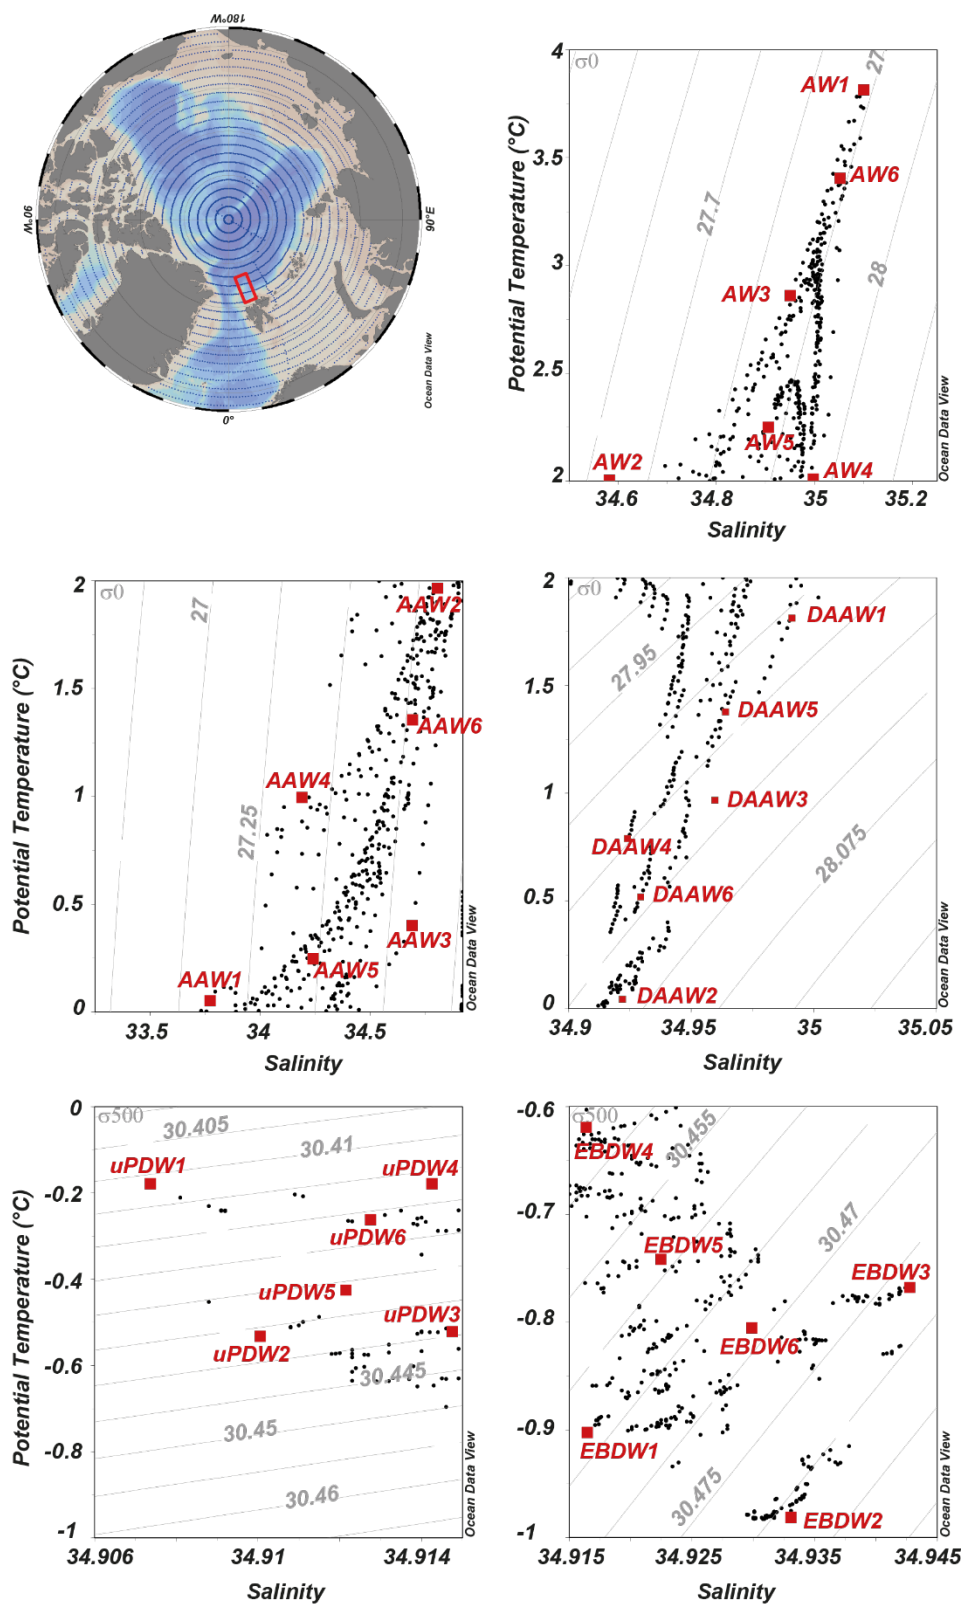 180°W
90°W
90°E
0°
Ocean Data View
σ0
4
3.5
3
2.5
2
Potential Temperature (°C)
27
27.7
28
AW1
AW6
AW3
AW5
AW2
AW4
34.6
34.8
35
35.2
Salinity
Ocean Data View
σ0
2
1.5
1
0.5
0
Potential Temperature (°C)
27
27.25
AAW2
AAW6
AAW4
AAW3
AAW5
AAW1
33.5
34
34.5
Salinity
Ocean Data View
σ0
2
1.5
1
0.5
0
27.95
28.075
DAAW1
DAAW5
DAAW3
DAAW4
DAAW6
DAAW2
34.9
34.95
35
35.05
Salinity
Ocean Data View
σ500
0
-0.2
-0.4
-0.6
-0.8
-1
Potential Temperature (°C)
30.405
30.41
30.445
30.45
30.46
uPDW1
uPDW4
uPDW6
uPDW5
uPDW3
uPDW2
34.906
34.91
34.914
Salinity
Ocean Data View
σ500
-0.6
-0.7
-0.8
-0.9
-1
30.455
30.47
30.475
EBDW4
EBDW5
EBDW3
EBDW6
EBDW1
EBDW2
34.915
34.925
34.935
34.945
Salinity
Ocean Data View